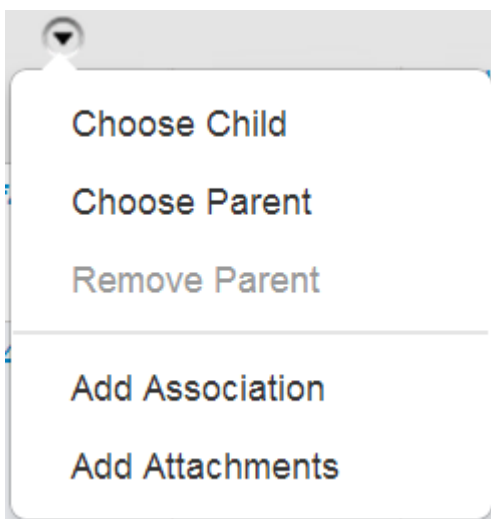 Choose Child
Choose Parent
Remove Parent
Add Association
Add Attachments